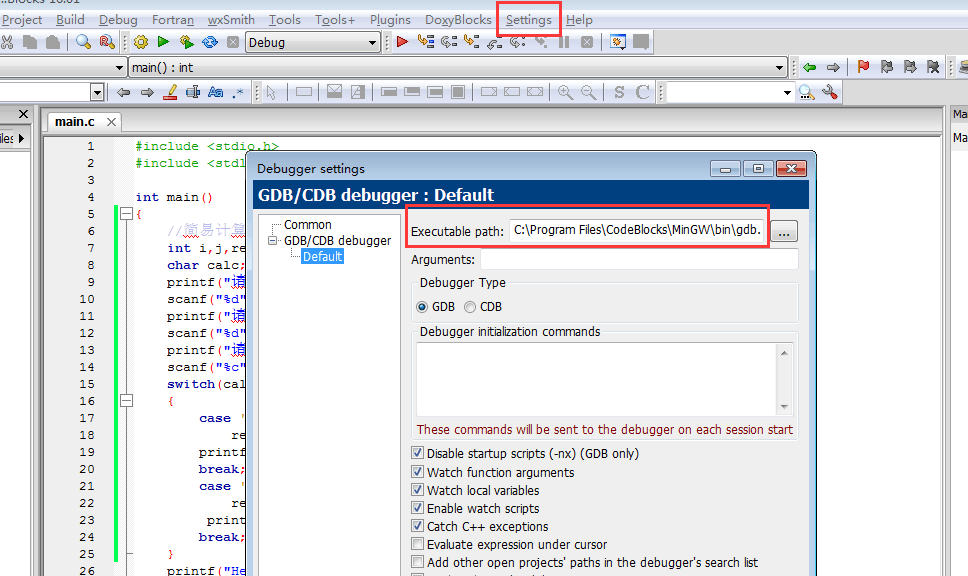 ::Blocks 16.01
Project Build Debug Fortran wxSmith Tools Tools+ Plugins DoxyBlocks Settings Help
Debug
main() : int
main.c
1 #include <stdio.h>
2
3
4 int main()
5 {
6 //简易计算
7 int i,j,re
8 char calc;
9 printf("请
10 scanf("%d"
11 printf("请
12 scanf("%d"
13 printf("请
14 scanf("%c"
15 switch(cal
16 {
17 case '
18 re
19 printf
20 break;
21 case '
22 re
23 print
24 break;
25 }
26 printf("He
Debugger settings
GDB/CDB debugger : Default
Common
GDB/CDB debugger
Default
Executable path: C:\Program Files\CodeBlocks\MinGW\bin\gdb. ...
Arguments:
Debugger Type
GDB CDB
Debugger initialization commands
These commands will be sent to the debugger on each session start
Disable startup scripts (-nx) (GDB only)
Watch function arguments
Watch local variables
Enable watch scripts
Catch C++ exceptions
Evaluate expression under cursor
Add other open projects' paths in the debugger's search list